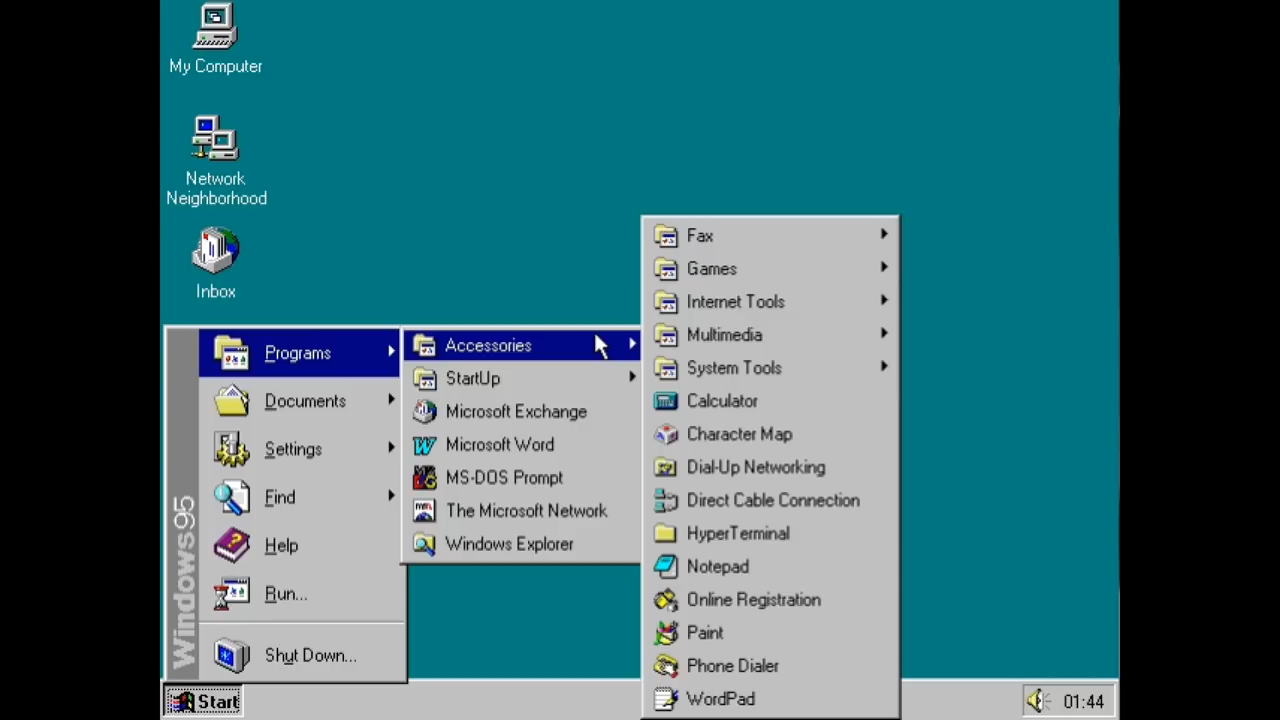 My Computer
Network
Neighborhood
Inbox
Windows95
Programs
Documents
Settings
Find
Help
Run...
Shut Down...
Accessories
StartUp
Microsoft Exchange
Microsoft Word
MS-DOS Prompt
The Microsoft Network
Windows Explorer
Fax
Games
Internet Tools
Multimedia
System Tools
Calculator
Character Map
Dial-Up Networking
Direct Cable Connection
HyperTerminal
Notepad
Online Registration
Paint
Phone Dialer
WordPad
Start
01:44